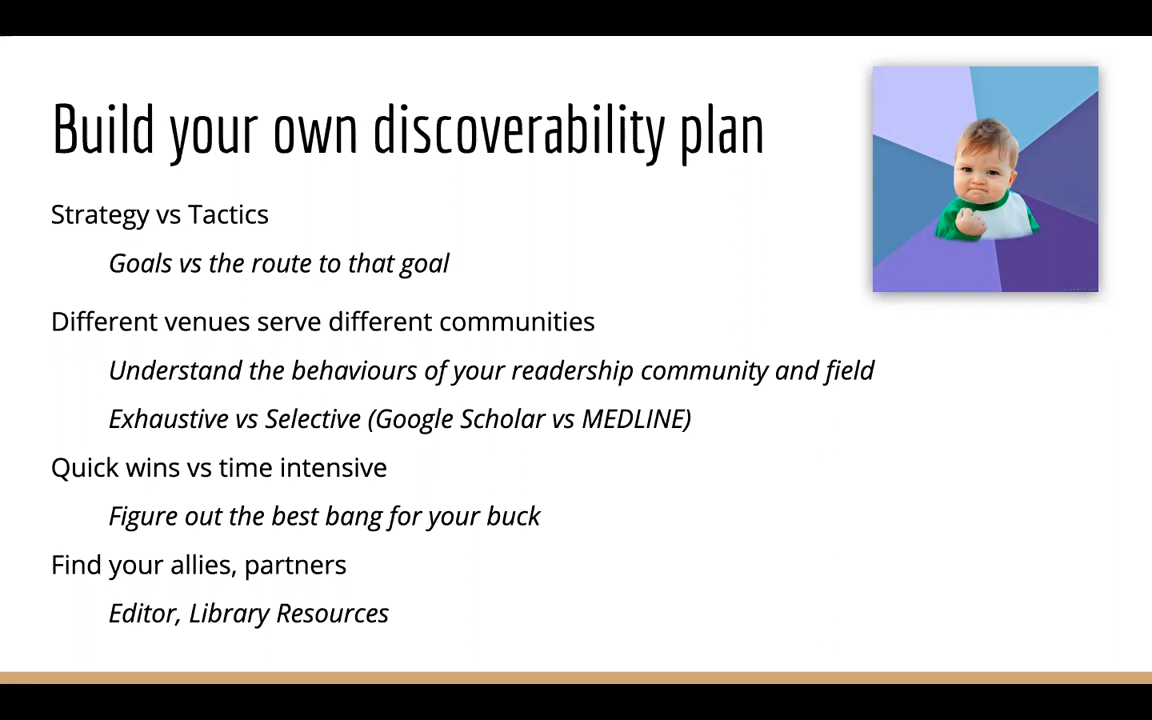 Build your own discoverability plan
Strategy vs Tactics
Goals vs the route to that goal
Different venues serve different communities
Understand the behaviours of your readership community and field
Exhaustive vs Selective (Google Scholar vs MEDLINE)
Quick wins vs time intensive
Figure out the best bang for your buck
Find your allies, partners
Editor, Library Resources